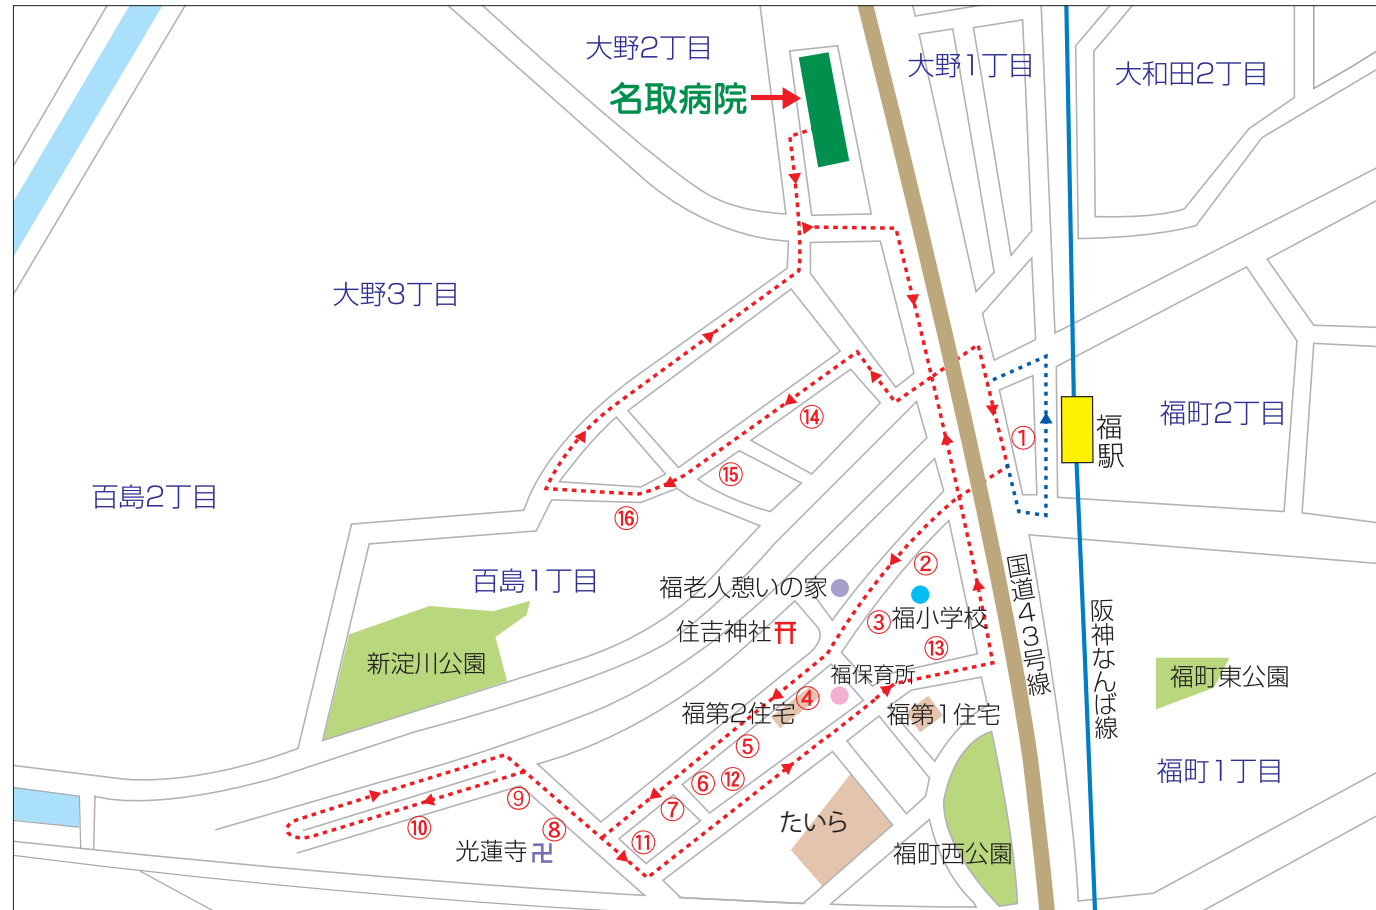 大野2丁目
大野1丁目
大和田2丁目
名取病院
大野3丁目
福町2丁目
①
福駅
⑭
⑮
百島2丁目
⑯
百島1丁目
②
福老人憩いの家
福小学校
③
住吉神社
⑬
国道43号線
阪神なんば線
新淀川公園
福保育所
福町東公園
④
福第2住宅
福第1住宅
⑤
福町1丁目
⑥
⑫
⑨
⑦
たいら
⑩
⑧
⑪
光蓮寺
卍
福町西公園